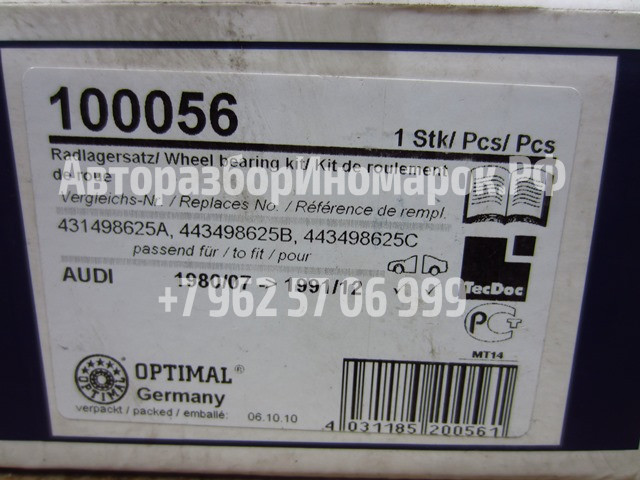 100056
1 Stk/ Pcs/ Pcs
Radlagersatz/ Wheel bearing kit/ Kit de roulement
de roue
АвторазборИномарок.РФ
Vergleichs-Nr. / Replaces No. / Référence de rempl.
431498625A, 443498625B, 443498625C
passend für / to fit / pour
AUDI 1980/07 -> 1991/12
+7 962 57 06 999
TecDoc
РСт
MT14
OPTIMAL®
Germany
OPTIMAL
verpackt / packed / emballé: 06.10.10
4 031185 200561